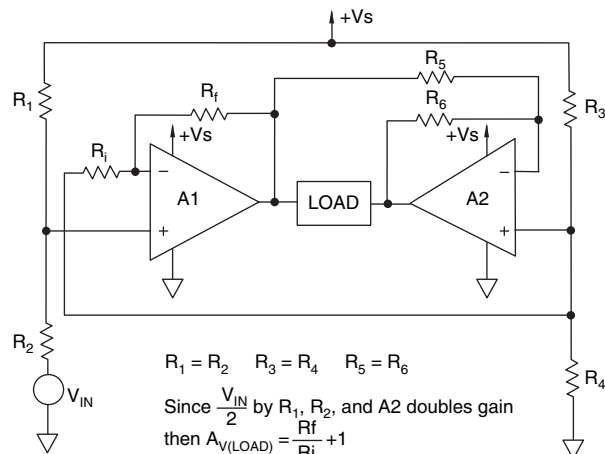 +Vs
R5
R1
Rf
R6
R3
+Vs
+Vs
Ri
−
−
A1
LOAD
A2
+
+
R2
VIN
R1 = R2 R3 = R4 R5 = R6
R4
Since VIN/2 by R1, R2, and A2 doubles gain
then AV(LOAD) = Rf/Ri +1